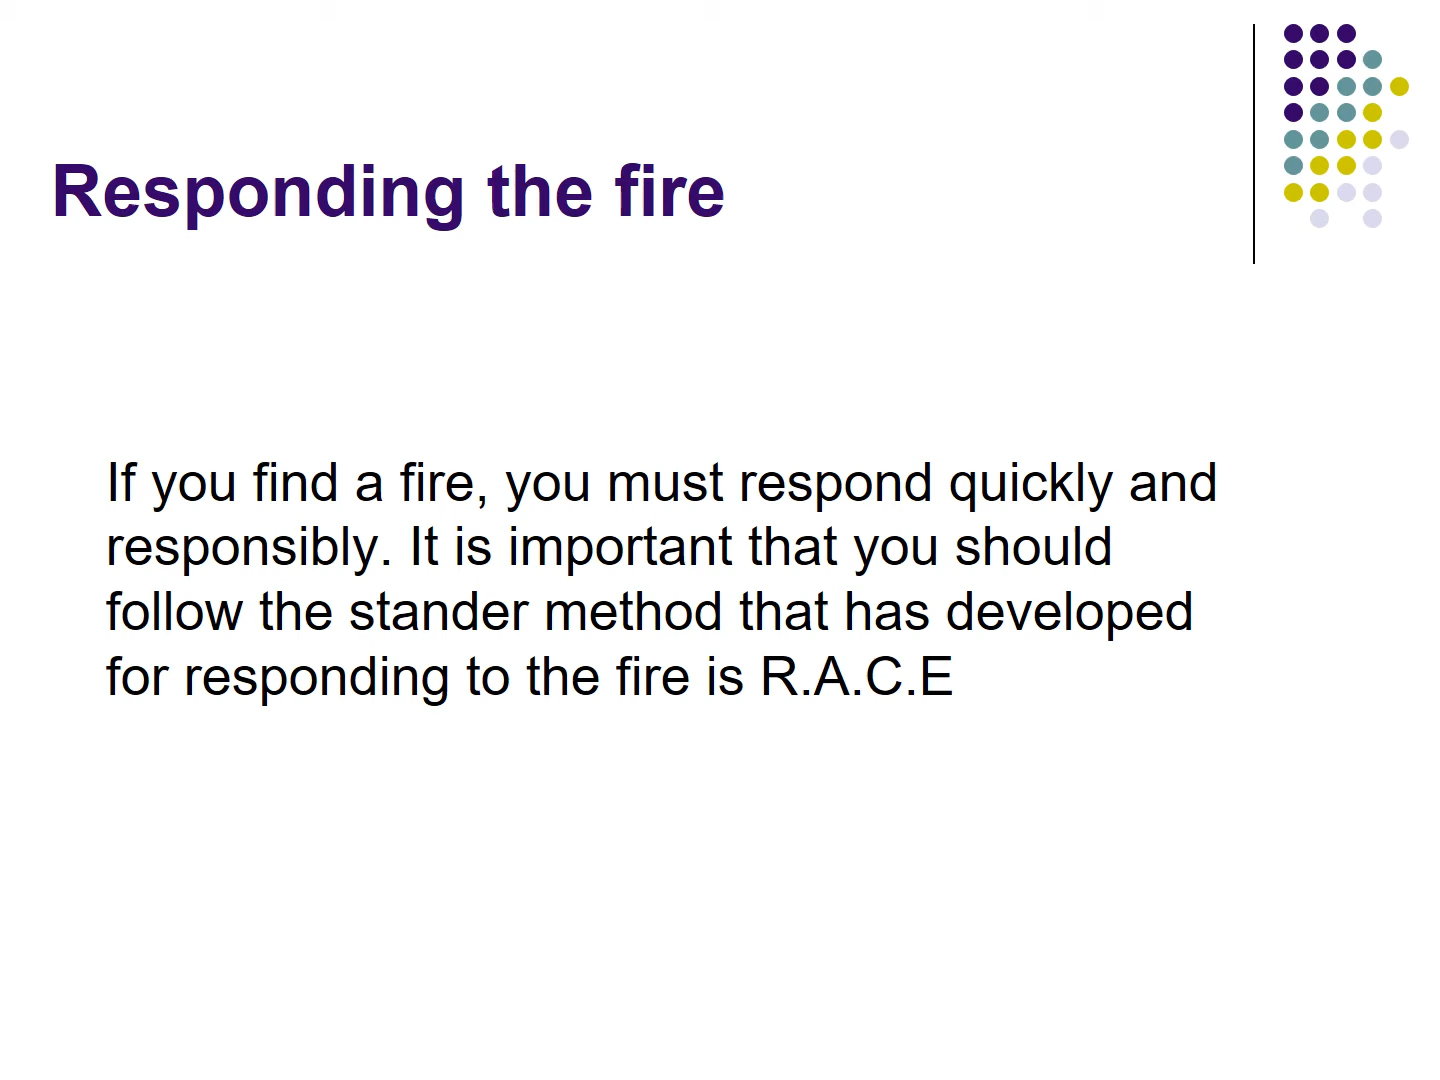 Responding the fire
If you find a fire, you must respond quickly and
responsibly. It is important that you should
follow the stander method that has developed
for responding to the fire is R.A.C.E